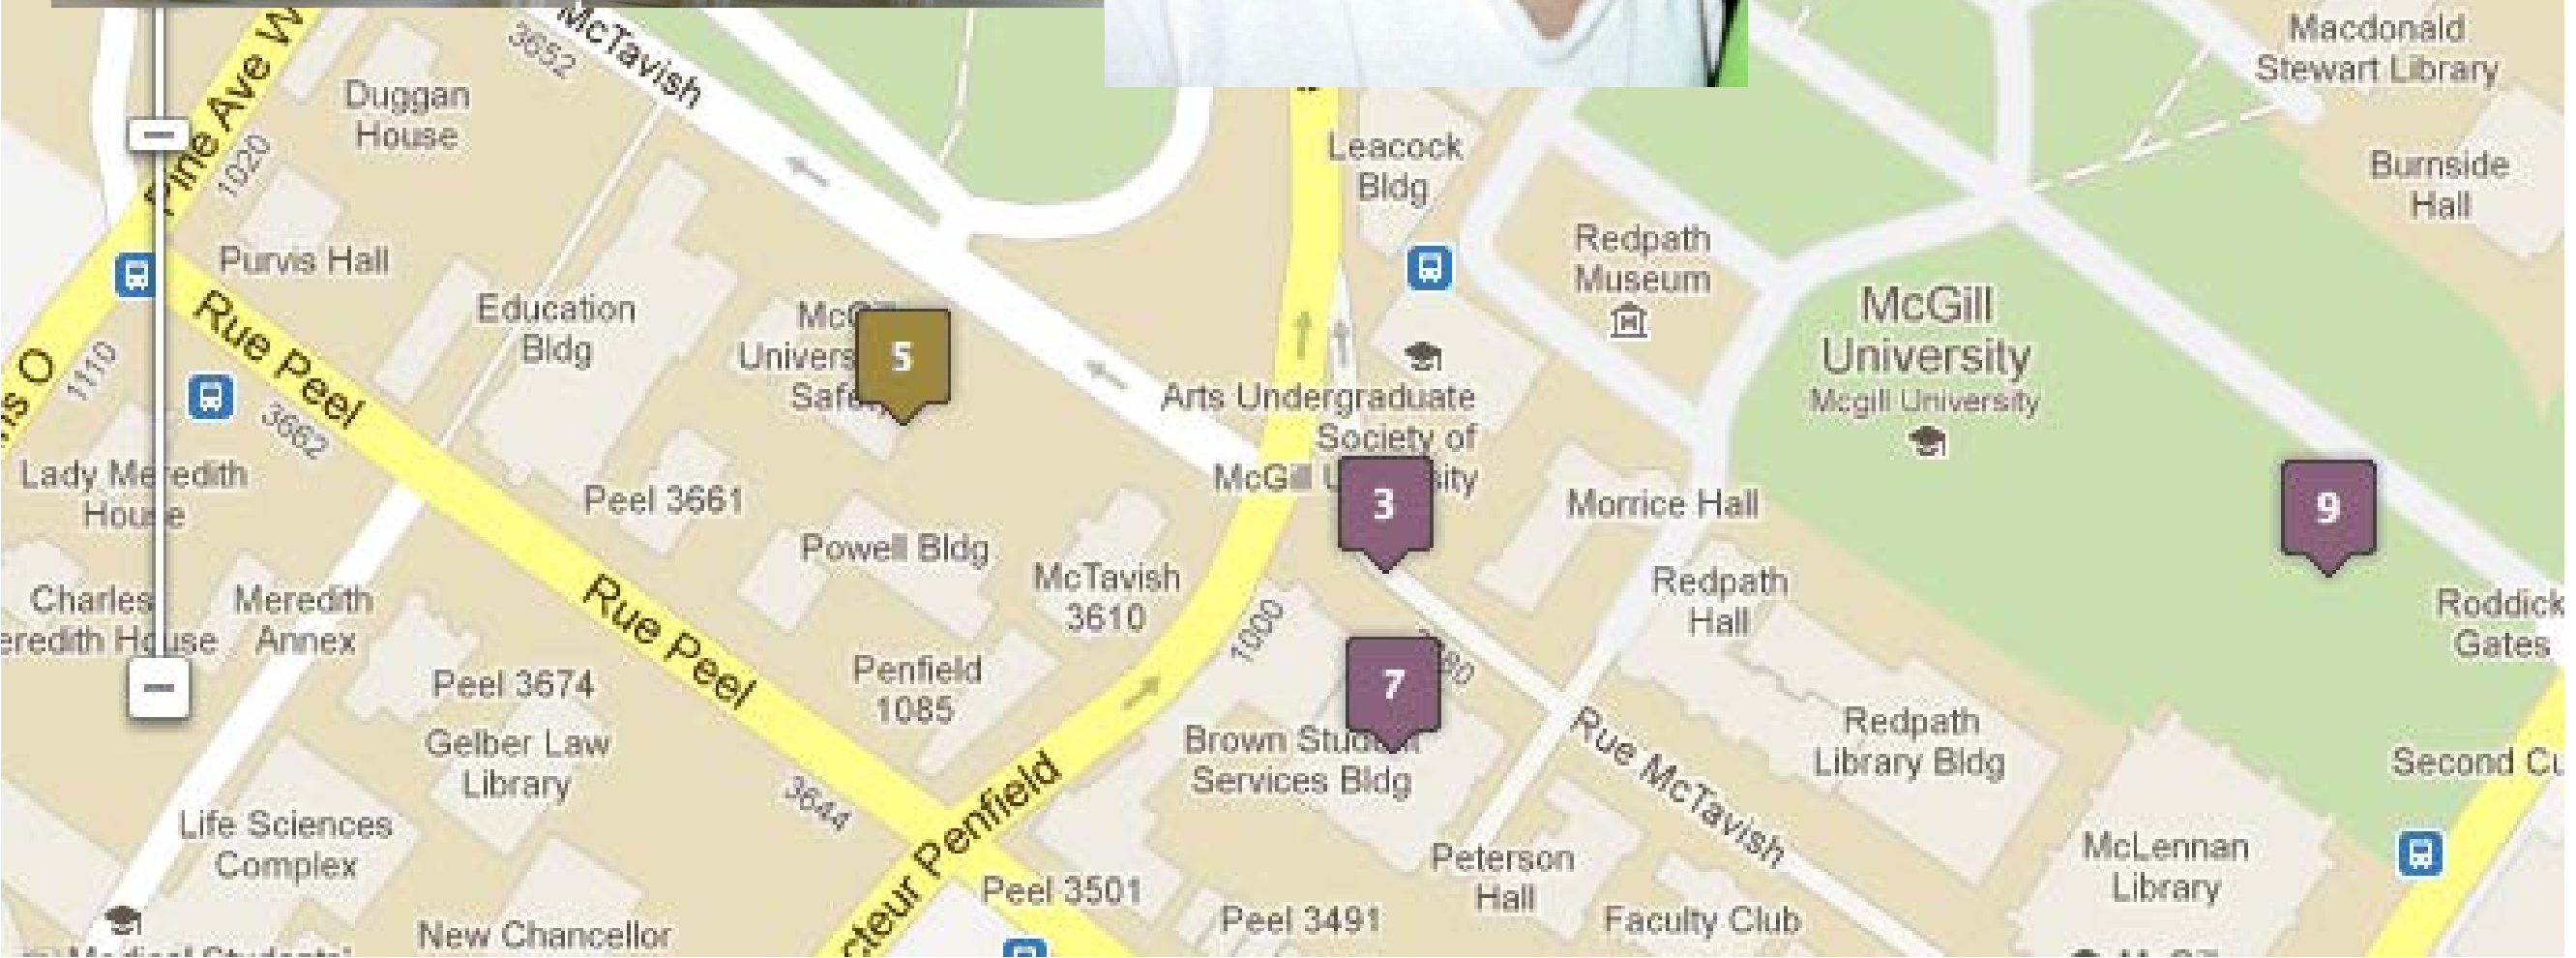 McTavish
3652
Macdonald
Stewart Library
Pine Ave W
1020
Duggan
House
Leacock
Bldg
Burnside
Hall
Purvis Hall
Redpath
Museum
Rue Peel
Education
Bldg
McGill
University
Mcgill University
5
1110
3662
Arts Undergraduate
Society of
McGill
3
Lady Meredith
House
Peel 3661
Morrice Hall
9
Powell Bldg
McTavish
3610
Redpath
Hall
Charles
Meredith
Annex
Rue Peel
1000
Roddick
Gates
7
Peel 3674
Penfield
1085
Gelber Law
Library
Brown Student
Services Bldg
Rue McTavish
Redpath
Library Bldg
Second
3644
Penfield
Life Sciences
Complex
Peterson
Hall
McLennan
Library
Peel 3501
Peel 3491
Faculty Club
New Chancellor